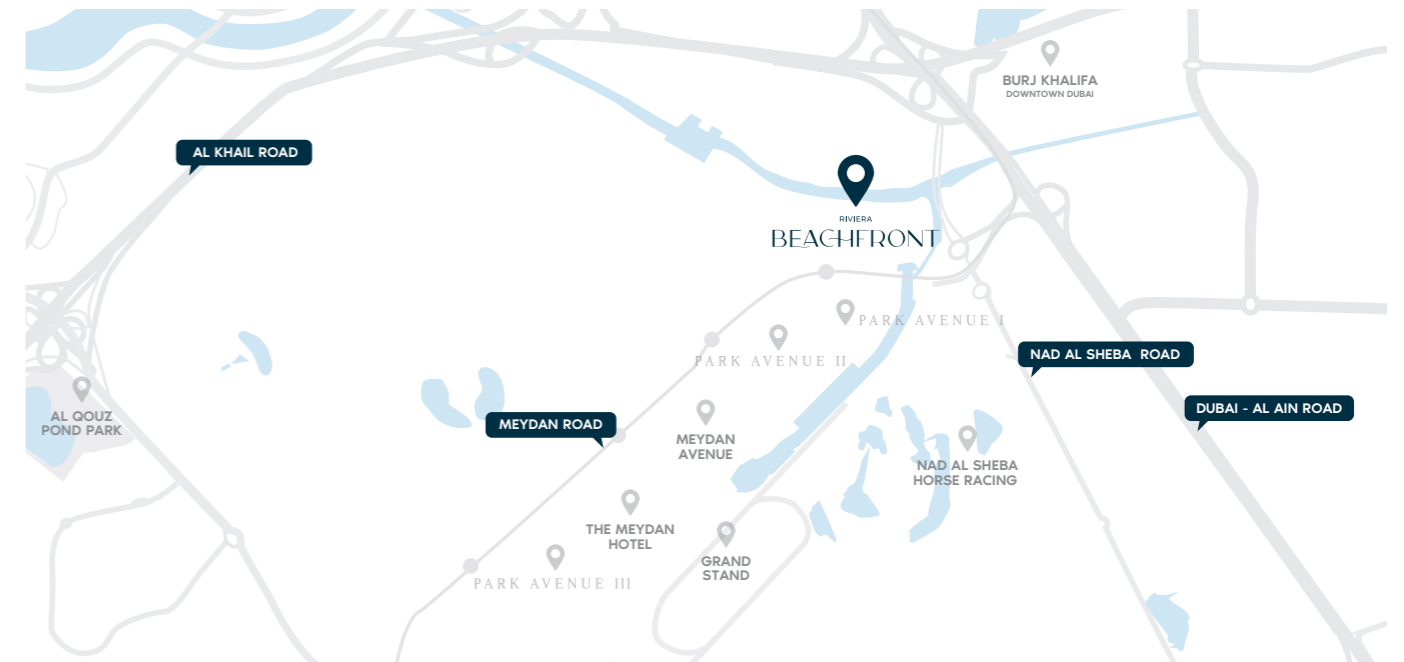 BURJ KHALIFA
DOWNTOWN DUBAI
AL KHAIL ROAD
RIVIERA
BEACHFRONT
PARK AVENUE I
PARK AVENUE II
NAD AL SHEBA ROAD
DUBAI - AL AIN ROAD
AL QOUZ
POND PARK
MEYDAN ROAD
MEYDAN
AVENUE
NAD AL SHEBA
HORSE RACING
THE MEYDAN
HOTEL
GRAND
STAND
PARK AVENUE III